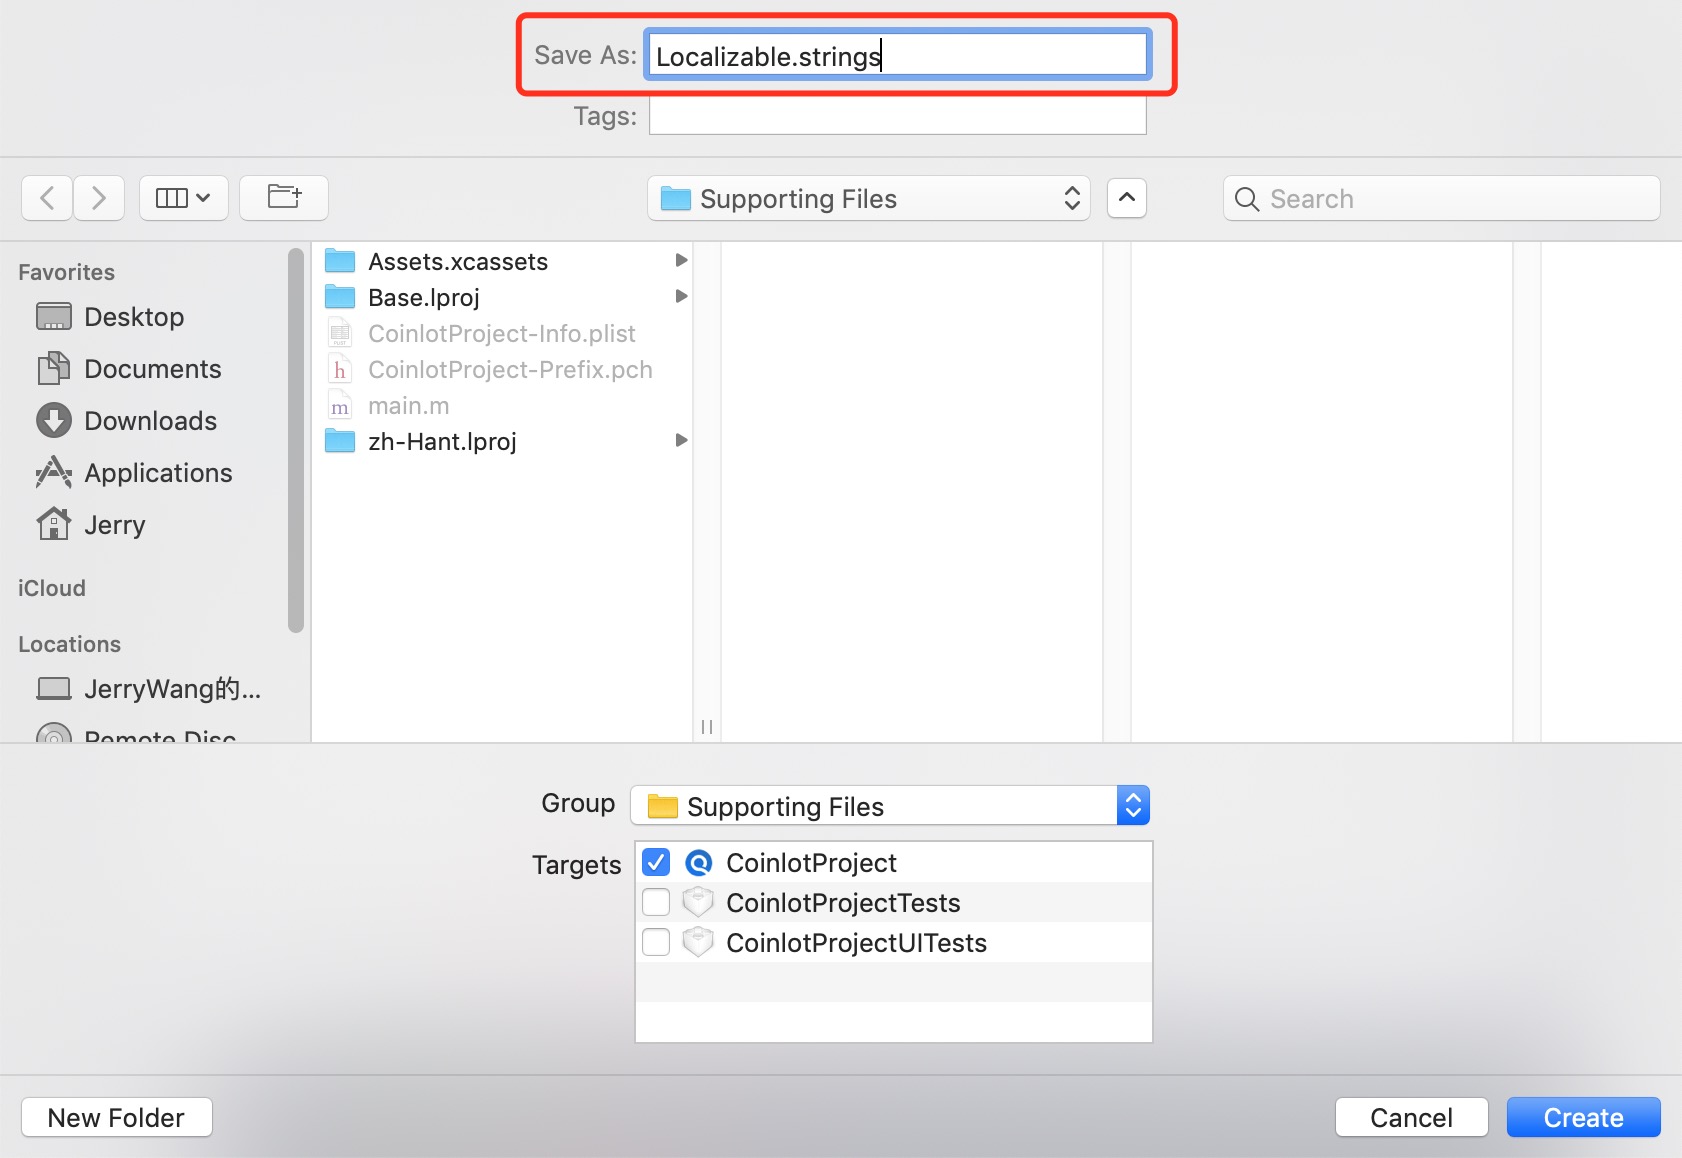 Save As: Localizable.strings
Tags:
Supporting Files
Search
Favorites
Desktop
Documents
Downloads
Applications
Jerry
iCloud
Locations
JerryWang的...
Remote Disc
Assets.xcassets
Base.lproj
CoinlotProject-Info.plist
CoinlotProject-Prefix.pch
main.m
zh-Hant.lproj
Group Supporting Files
Targets CoinlotProject
CoinlotProjectTests
CoinlotProjectUITests
New Folder
Cancel
Create